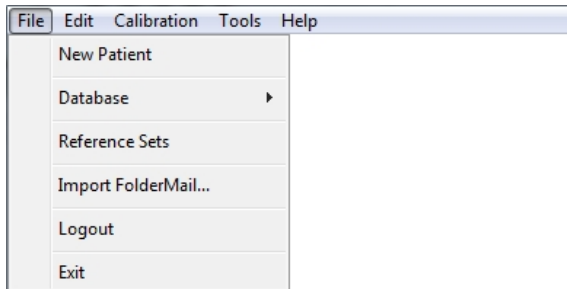 File Edit Calibration Tools Help
New Patient
Database
Reference Sets
Import FolderMail...
Logout
Exit